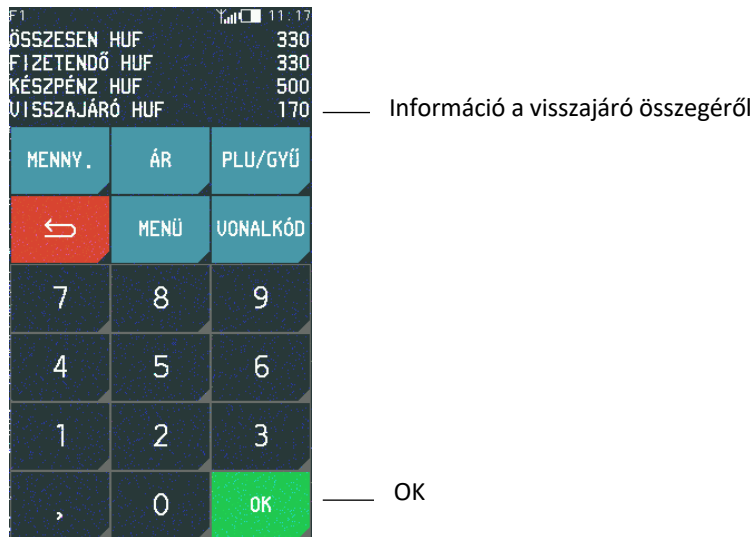 F1 11:17
ÖSSZESEN HUF 330
FIZETENDŐ HUF 330
KÉSZPÉNZ HUF 500
VISSZAJÁRÓ HUF 170
Információ a visszajáró összegéről
MENNY. ÁR PLU/GYŰ
MENÜ VONALKÓD
7 8 9
4 5 6
1 2 3
, 0 OK
OK